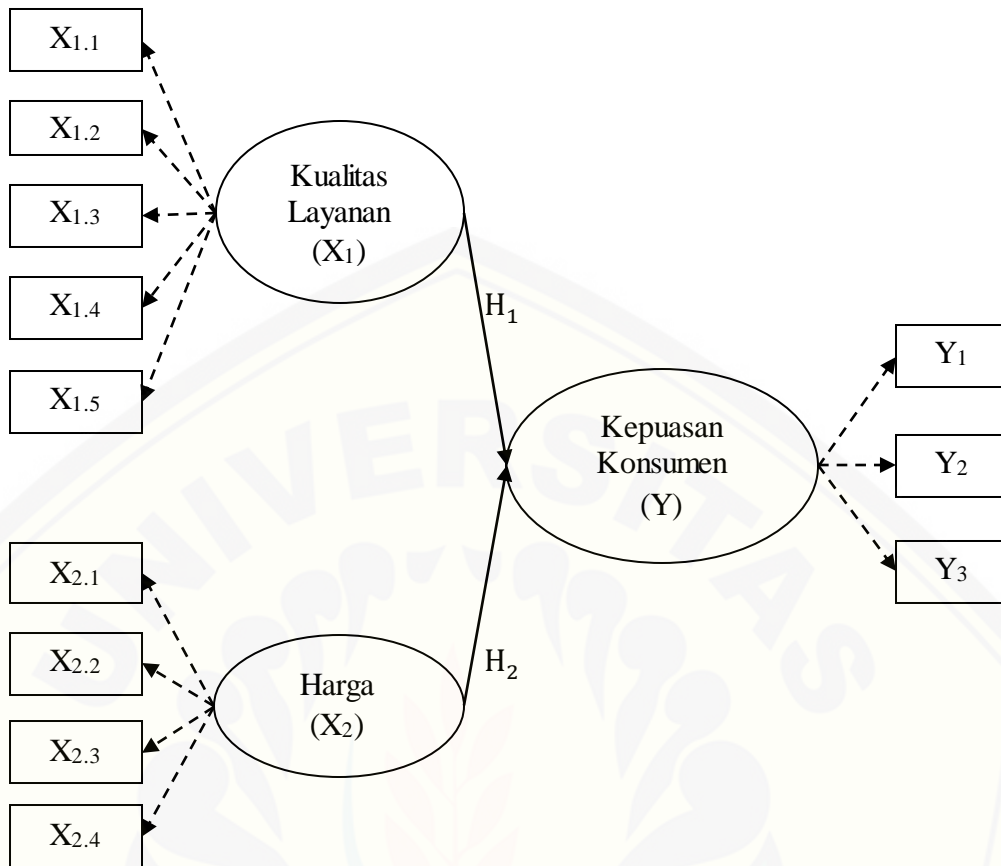 X1.1
X1.2
X1.3
X1.4
X1.5
Kualitas
Layanan
(X1)
H1
Kepuasan
Konsumen
(Y)
Y1
Y2
Y3
X2.1
X2.2
X2.3
X2.4
Harga
(X2)
H2
UNIVERSITAS